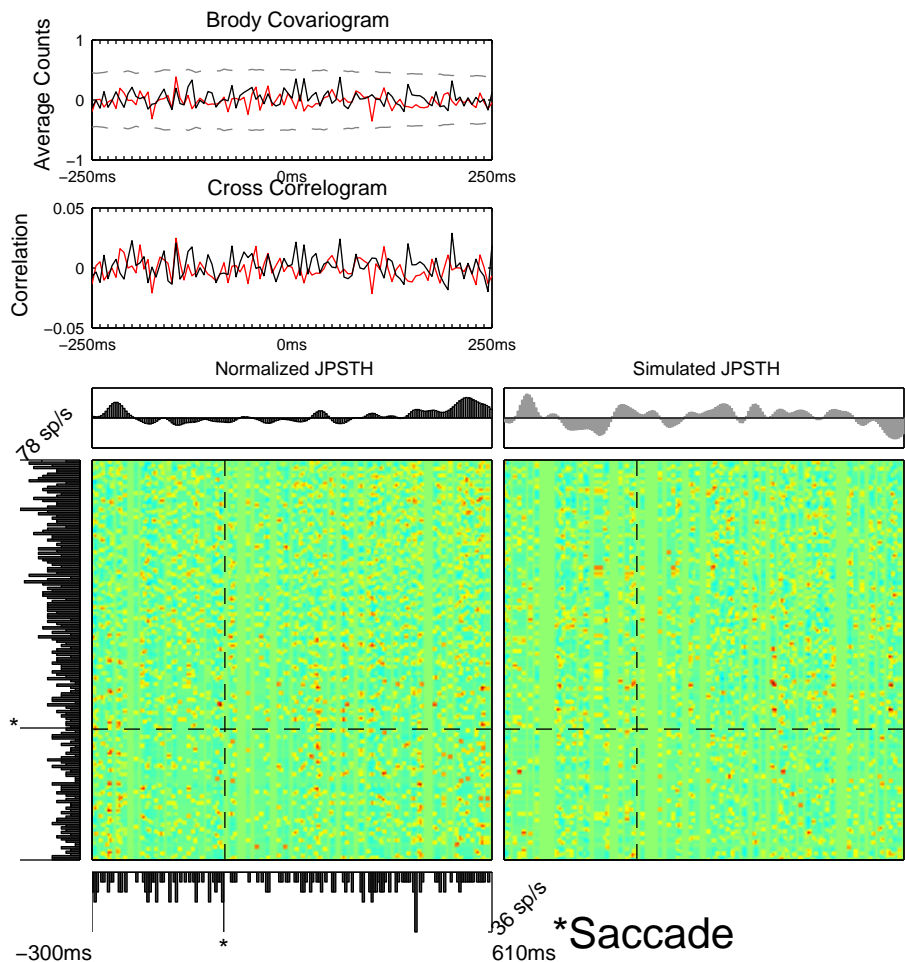 Brody Covariogram
Average Counts
1
0
−1
−250ms
0ms
250ms
Cross Correlogram
Correlation
0.05
0
−0.05
−250ms
0ms
250ms
Normalized JPSTH
Simulated JPSTH
78 sp/s
*
*
36 sp/s
−300ms
610ms
*Saccade